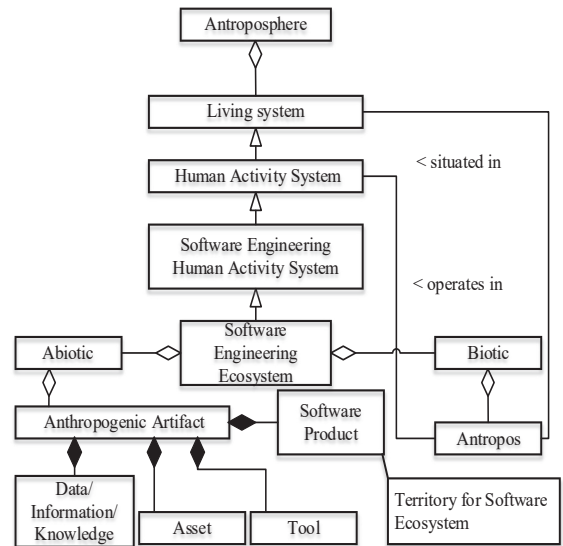 Antroposphere
Living system
< situated in
Human Activity System
Software Engineering
Human Activity System
< operates in
Abiotic
Software
Engineering
Ecosystem
Biotic
Anthropogenic Artifact
Software
Product
Antropos
Data/
Information/
Knowledge
Asset
Tool
Territory for Software
Ecosystem